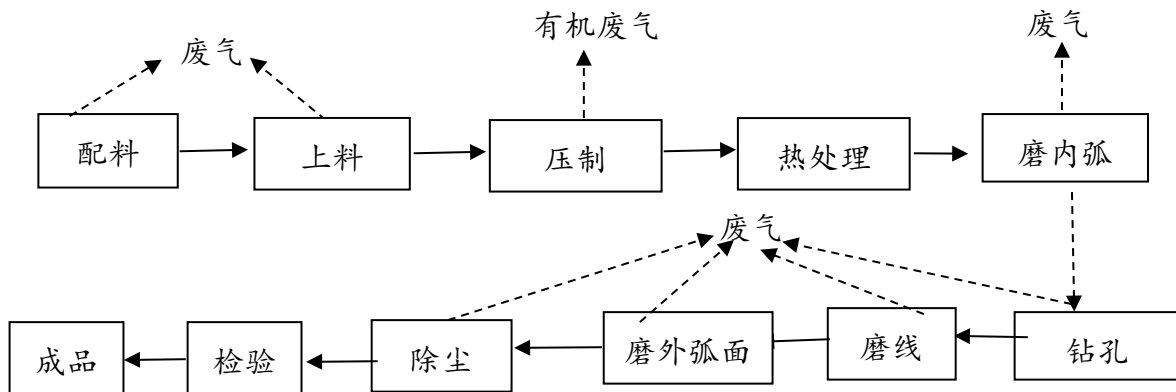 废气
有机废气
废气
配料
上料
压制
热处理
磨内弧
废气
成品
检验
除尘
磨外弧面
磨线
钻孔